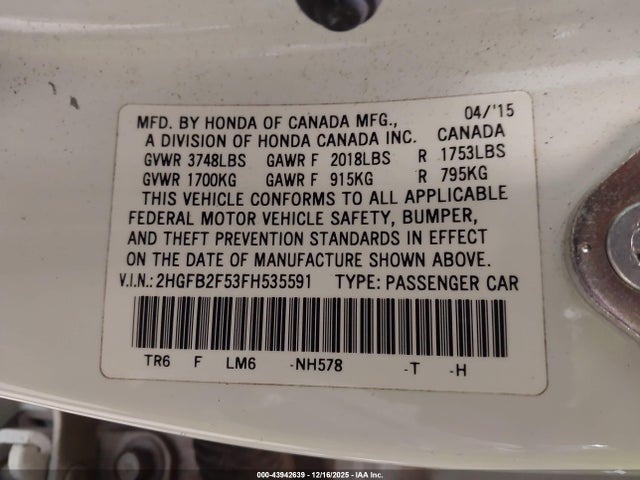 MFD. BY HONDA OF CANADA MFG., 04/'15
A DIVISION OF HONDA CANADA INC. CANADA
GVWR 3748LBS GAWR F 2018LBS R 1753LBS
GVWR 1700KG GAWR F 915KG R 795KG
THIS VEHICLE CONFORMS TO ALL APPLICABLE
FEDERAL MOTOR VEHICLE SAFETY, BUMPER,
AND THEFT PREVENTION STANDARDS IN EFFECT
ON THE DATE OF MANUFACTURE SHOWN ABOVE.
V.I.N.: 2HGFB2F53FH535591 TYPE: PASSENGER CAR
TR6 F LM6 -NH578 -T -H
000-43942639 - 12/16/2025 - IAA Inc.